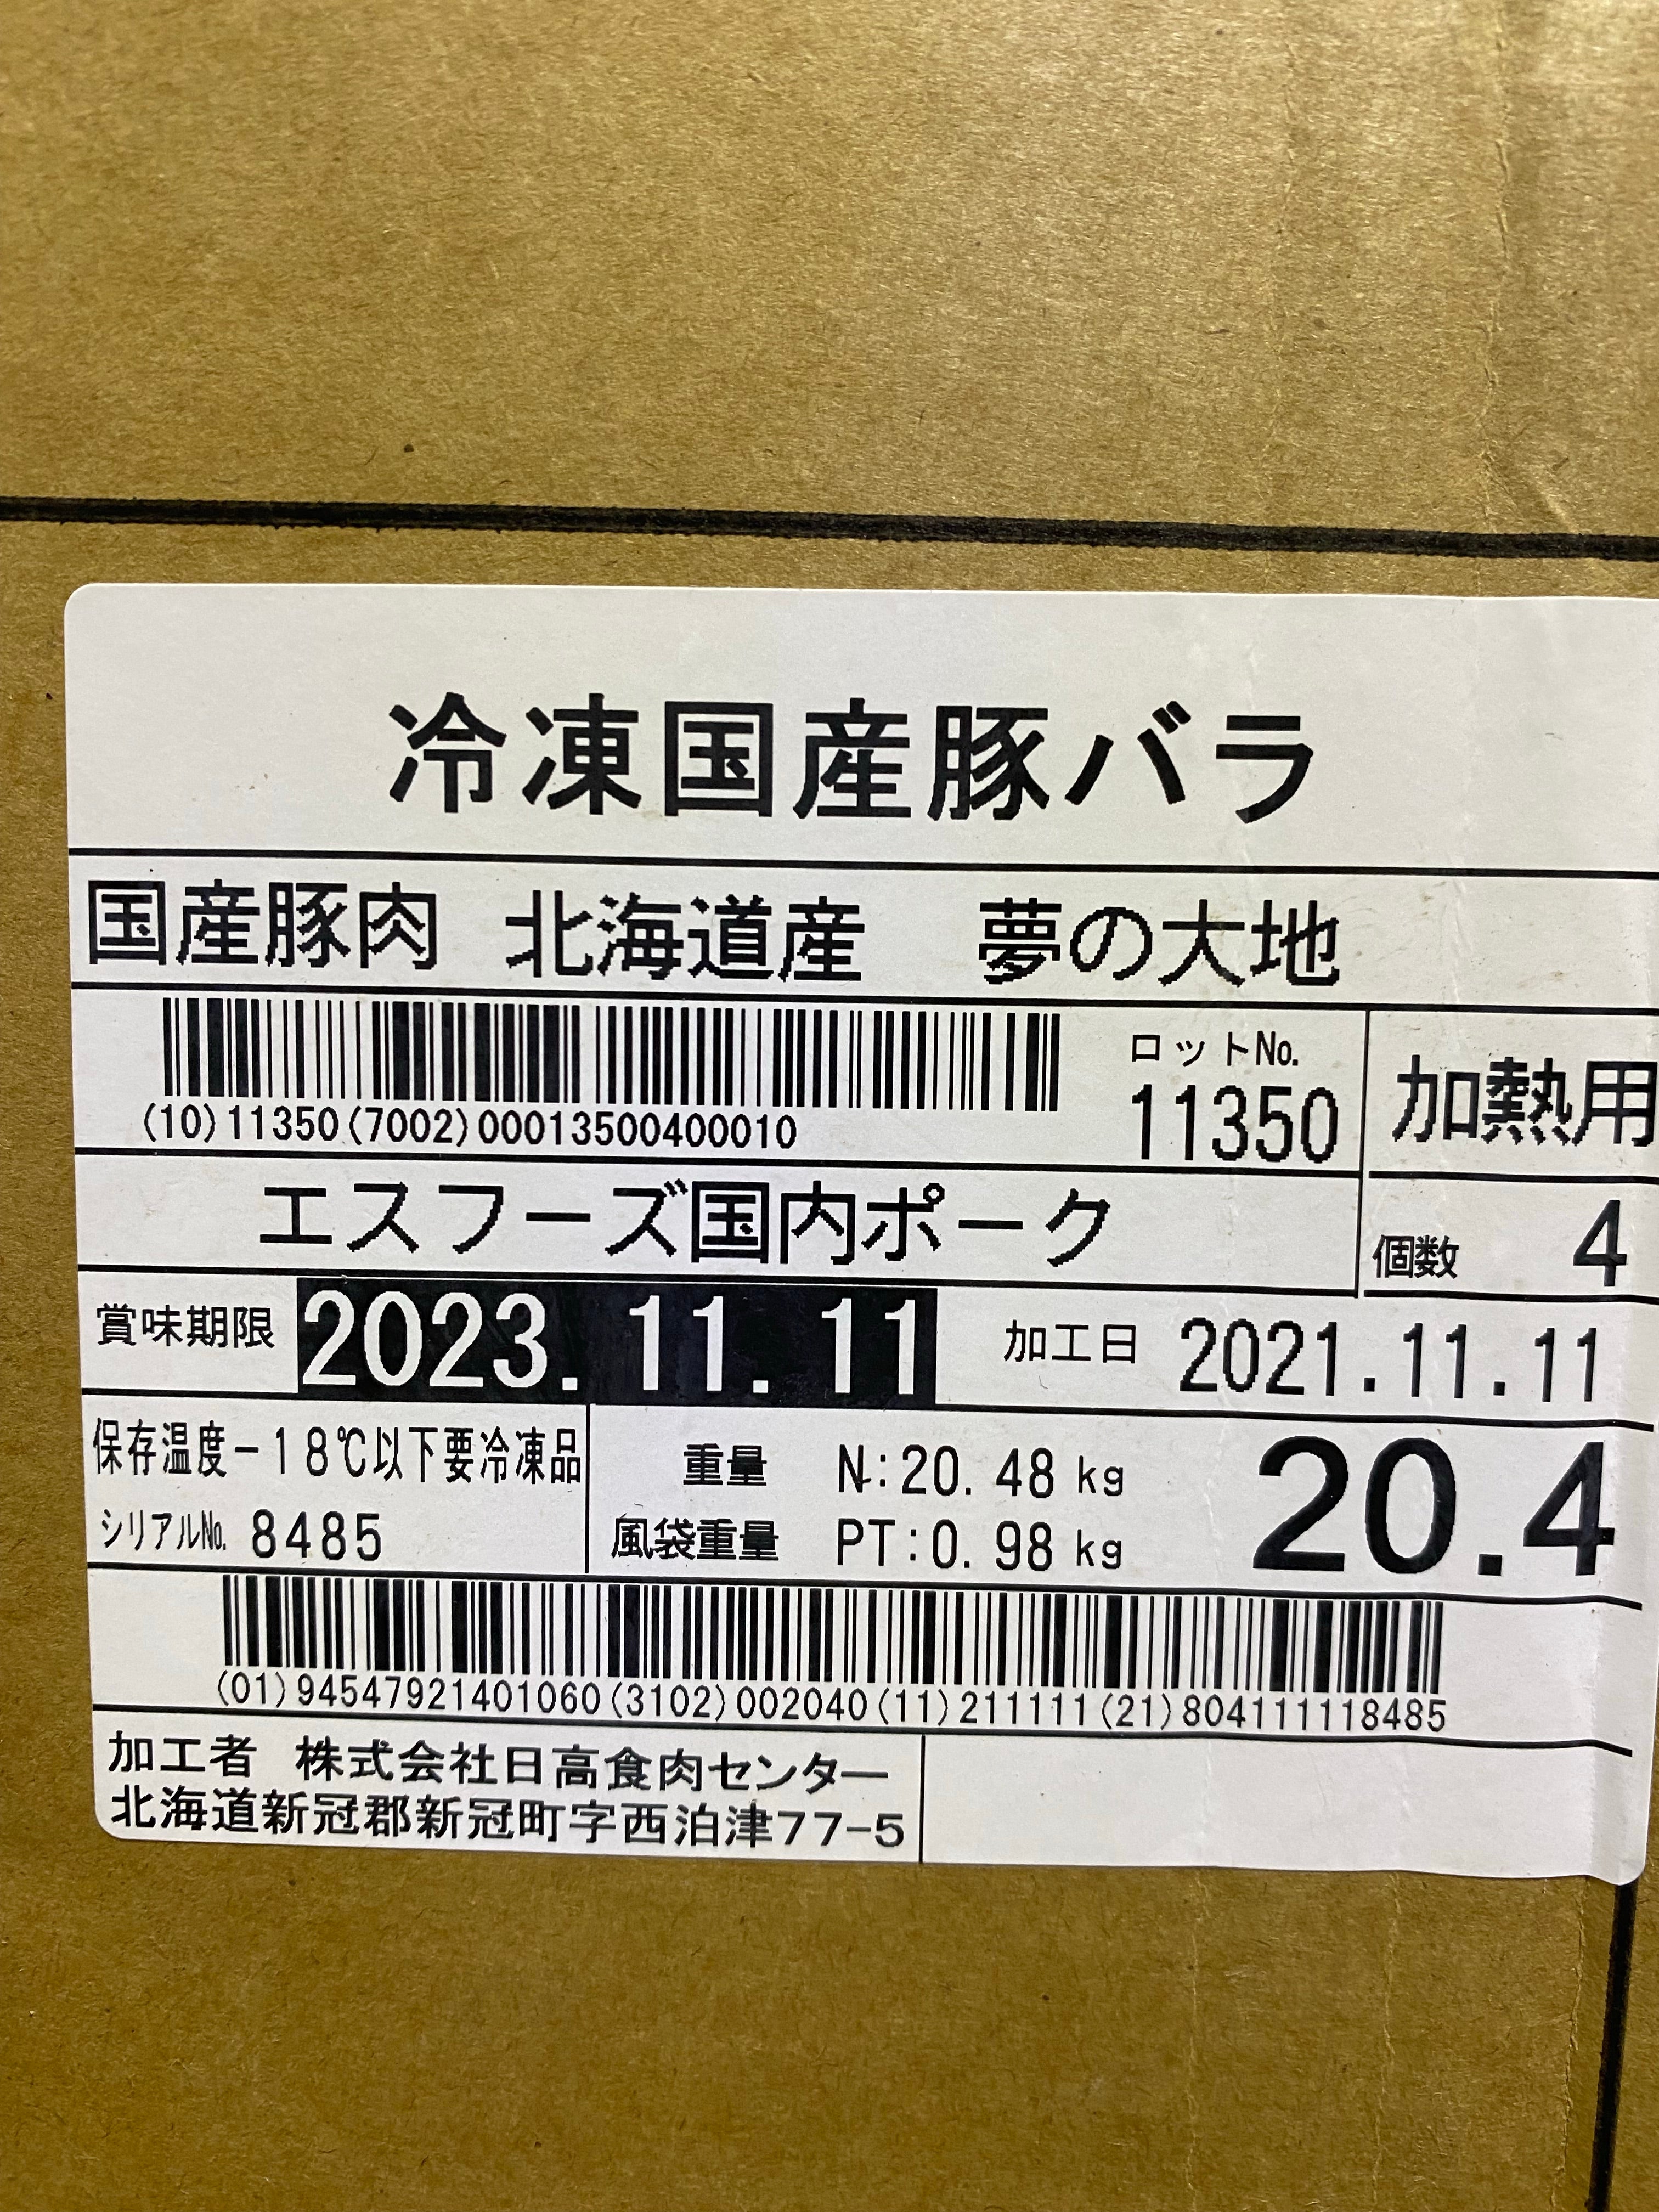 冷凍国産豚バラ
国産豚肉 北海道産 夢の大地
ロットNo.
11350
加熱用
(10)11350(7002)00013500400010
エスフーズ国内ポーク
個数 4
賞味期限 2023.11.11 加工日 2021.11.11
保存温度-18℃以下要冷凍品
シリアルNo. 8485
重量 N:20.48kg
風袋重量 PT:0.98kg
20.4
(01)94547921401060(3102)002040(11)211111(21)804111118485
加工者 株式会社日高食肉センター
北海道新冠郡新冠町字西泊津77-5